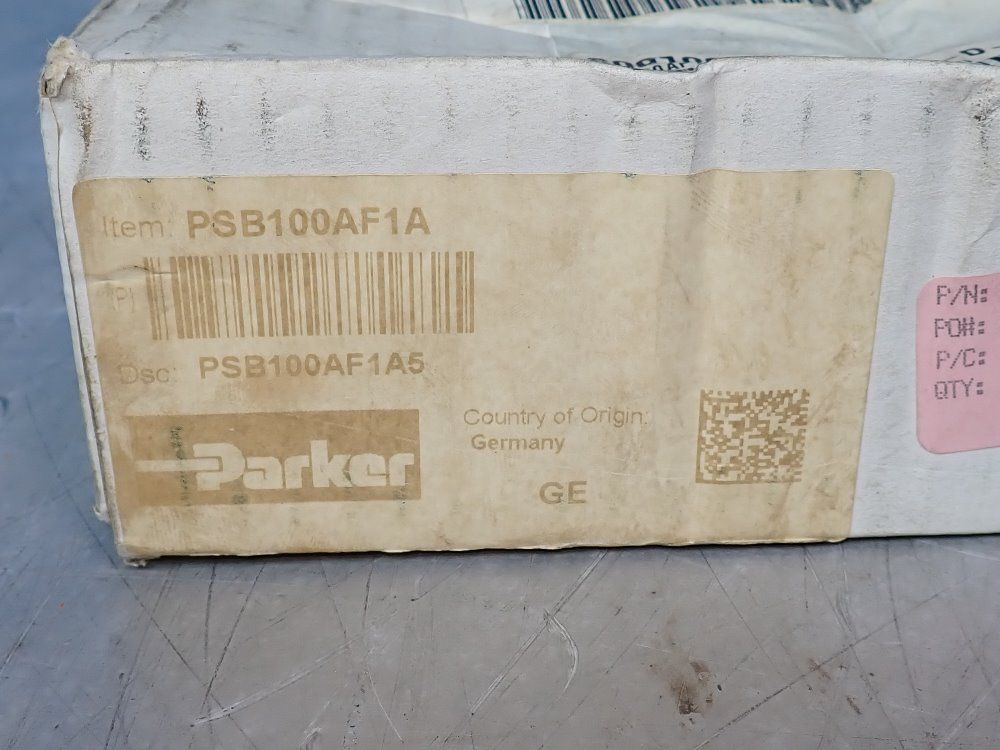 Item: PSB100AF1A
(P)
Dsc: PSB100AF1A5
Parker
Country of Origin:
Germany
GE
P/N:
PO#:
P/C:
QTY: